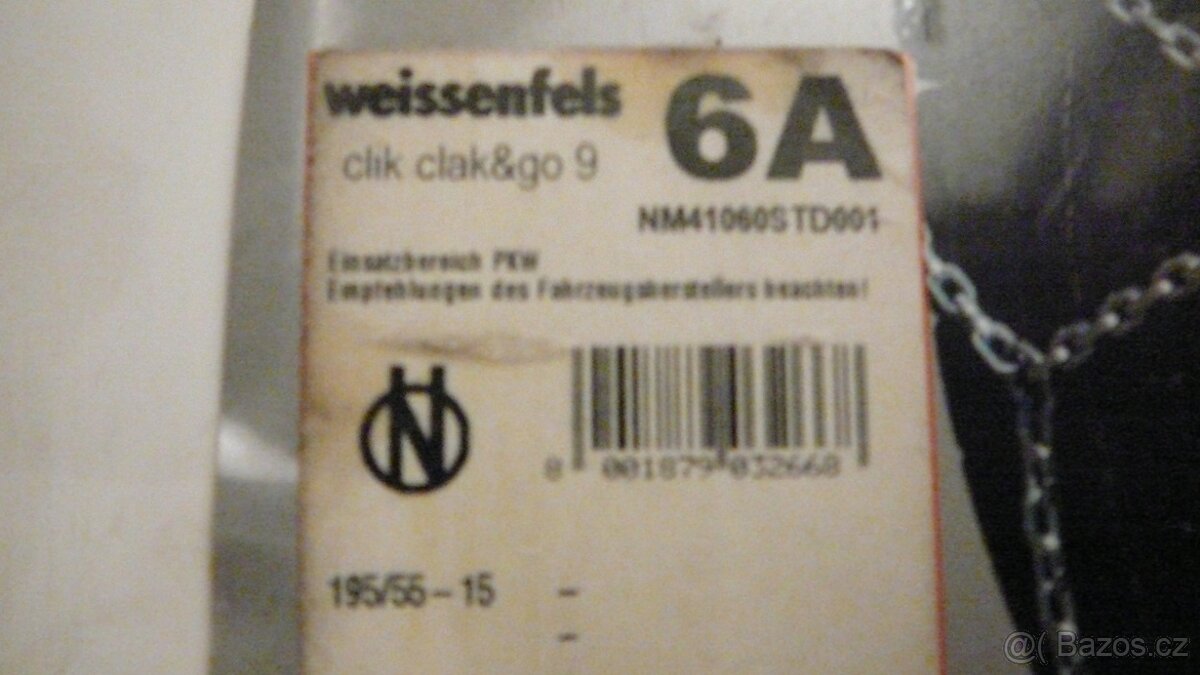 weissenfels 6A
clik clak&go 9
NM41060STD001
Einsatzbereich PKW
Empfehlungen des Fahrzeugsherstellers beachten!
N
8 001879 032668
195/55-15 -
-
@( Bazos.cz